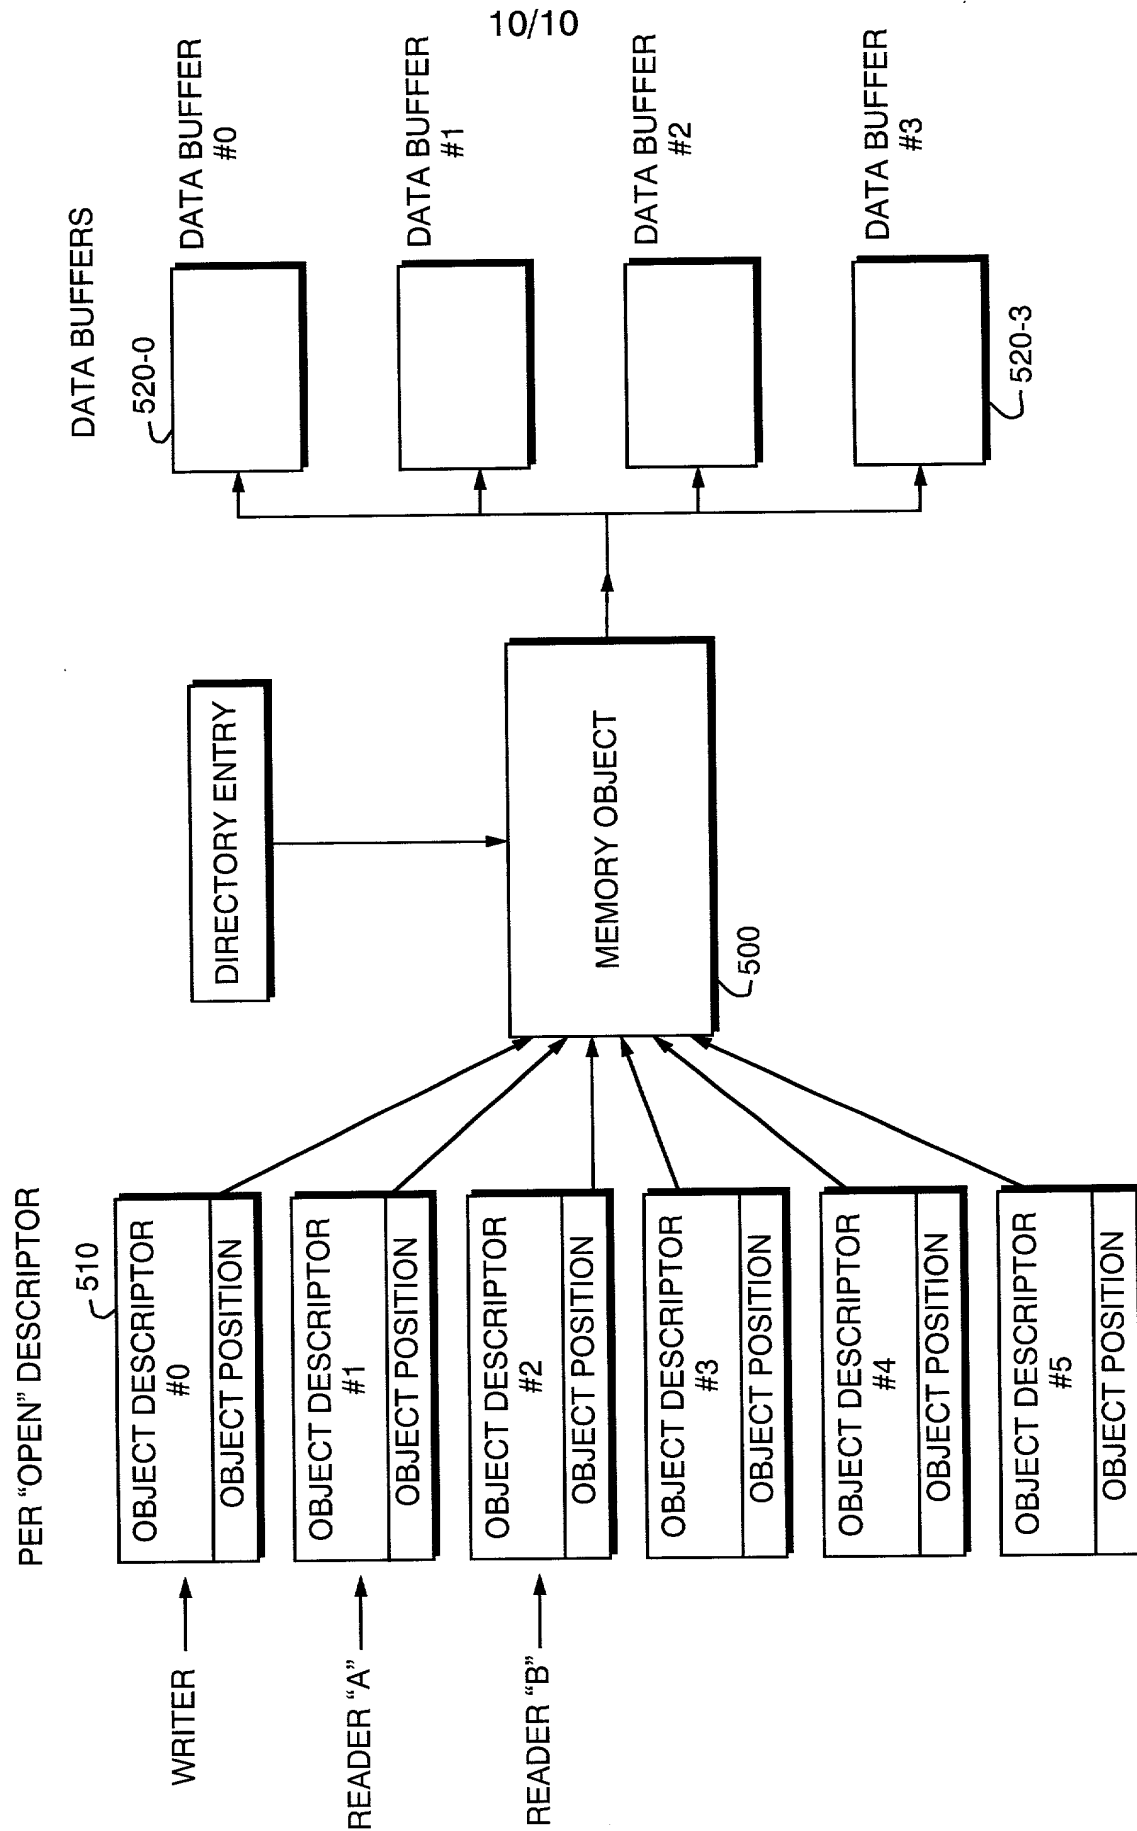 10/10
PER “OPEN” DESCRIPTOR
DATA BUFFERS
WRITER
510
OBJECT DESCRIPTOR
#0
OBJECT POSITION
READER “A”
OBJECT DESCRIPTOR
#1
OBJECT POSITION
READER “B”
OBJECT DESCRIPTOR
#2
OBJECT POSITION
OBJECT DESCRIPTOR
#3
OBJECT POSITION
OBJECT DESCRIPTOR
#4
OBJECT POSITION
OBJECT DESCRIPTOR
#5
OBJECT POSITION
DIRECTORY ENTRY
MEMORY OBJECT
500
520-0
DATA BUFFER
#0
DATA BUFFER
#1
DATA BUFFER
#2
DATA BUFFER
#3
520-3